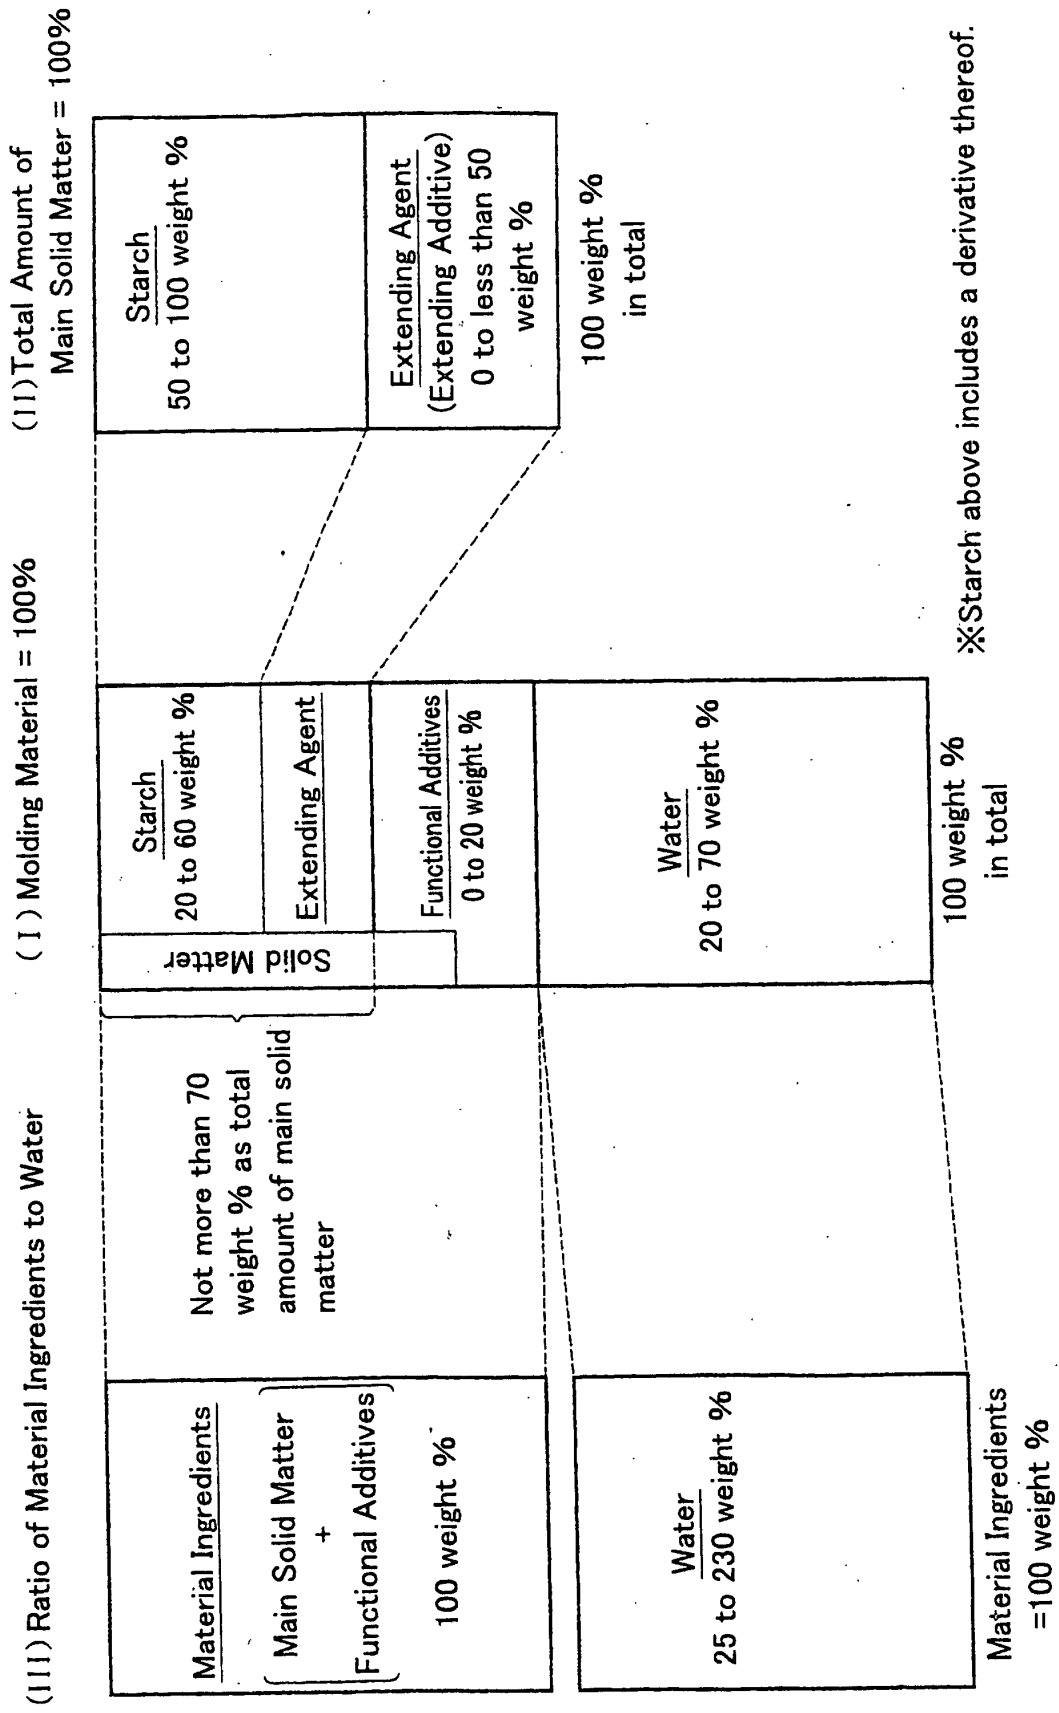 (III) Ratio of Material Ingredients to Water
Material Ingredients
Main Solid Matter
+
Functional Additives
100 weight %
Water
25 to 230 weight %
Material Ingredients
=100 weight %
Not more than 70
weight % as total
amount of main solid
matter
( I ) Molding Material = 100%
Solid Matter
Starch
20 to 60 weight %
Extending Agent
Functional Additives
0 to 20 weight %
Water
20 to 70 weight %
100 weight %
in total
(II) Total Amount of
Main Solid Matter = 100%
Starch
50 to 100 weight %
Extending Agent
(Extending Additive)
0 to less than 50
weight %
100 weight %
in total
※Starch above includes a derivative thereof.